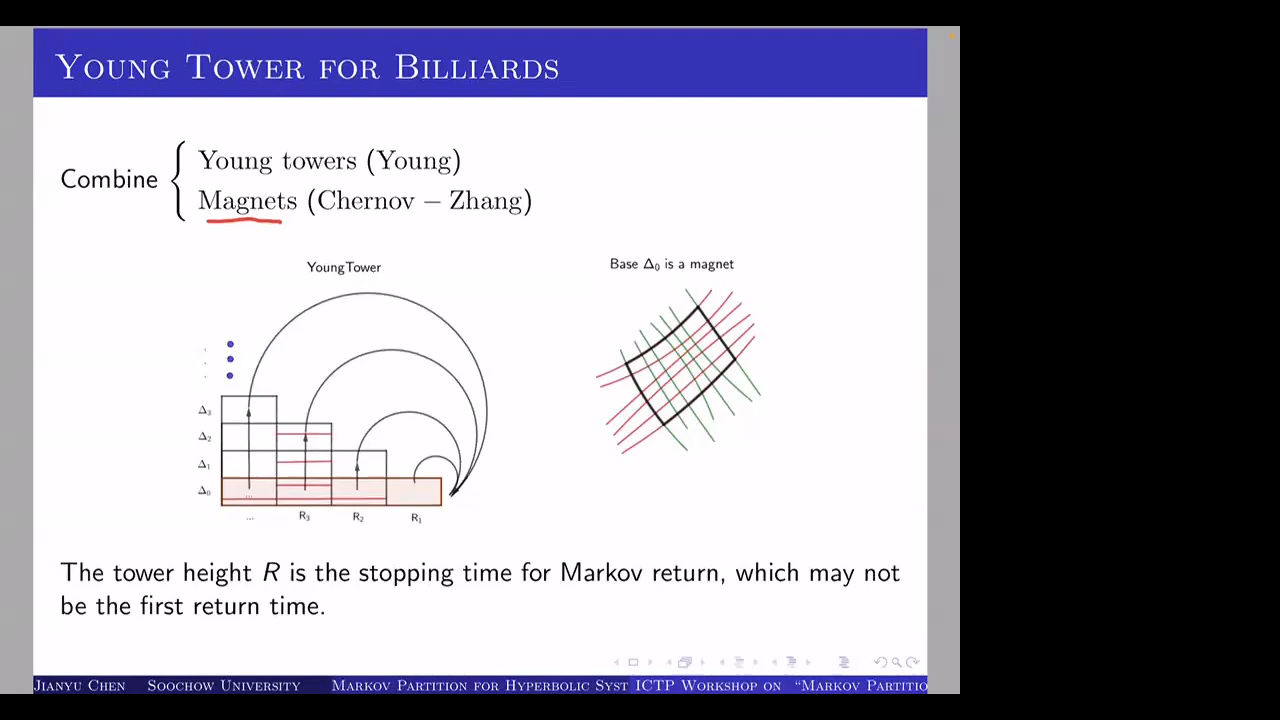 YOUNG TOWER FOR BILLIARDS
Combine { Young towers (Young)
Magnets (Chernov – Zhang)
YoungTower
Base Δ₀ is a magnet
Δ₃
Δ₂
Δ₁
Δ₀
...
... R₃ R₂ R₁
The tower height R is the stopping time for Markov return, which may not
be the first return time.
JIANYU CHEN SOOCHOW UNIVERSITY MARKOV PARTITION FOR HYPERBOLIC SYST ICTP WORKSHOP ON “MARKOV PARTITIO